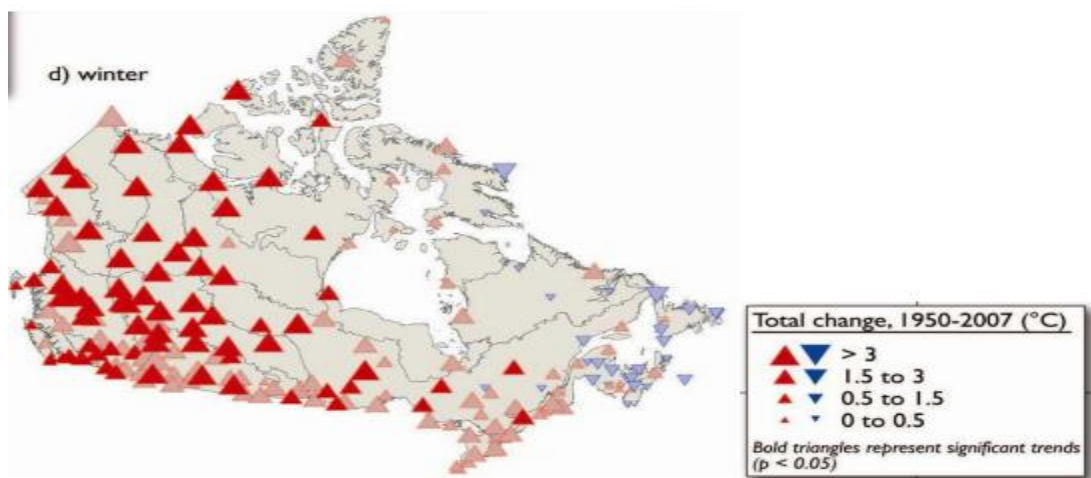 d) winter
Total change, 1950-2007 (°C)
> 3
1.5 to 3
0.5 to 1.5
0 to 0.5
Bold triangles represent significant trends
(p < 0.05)